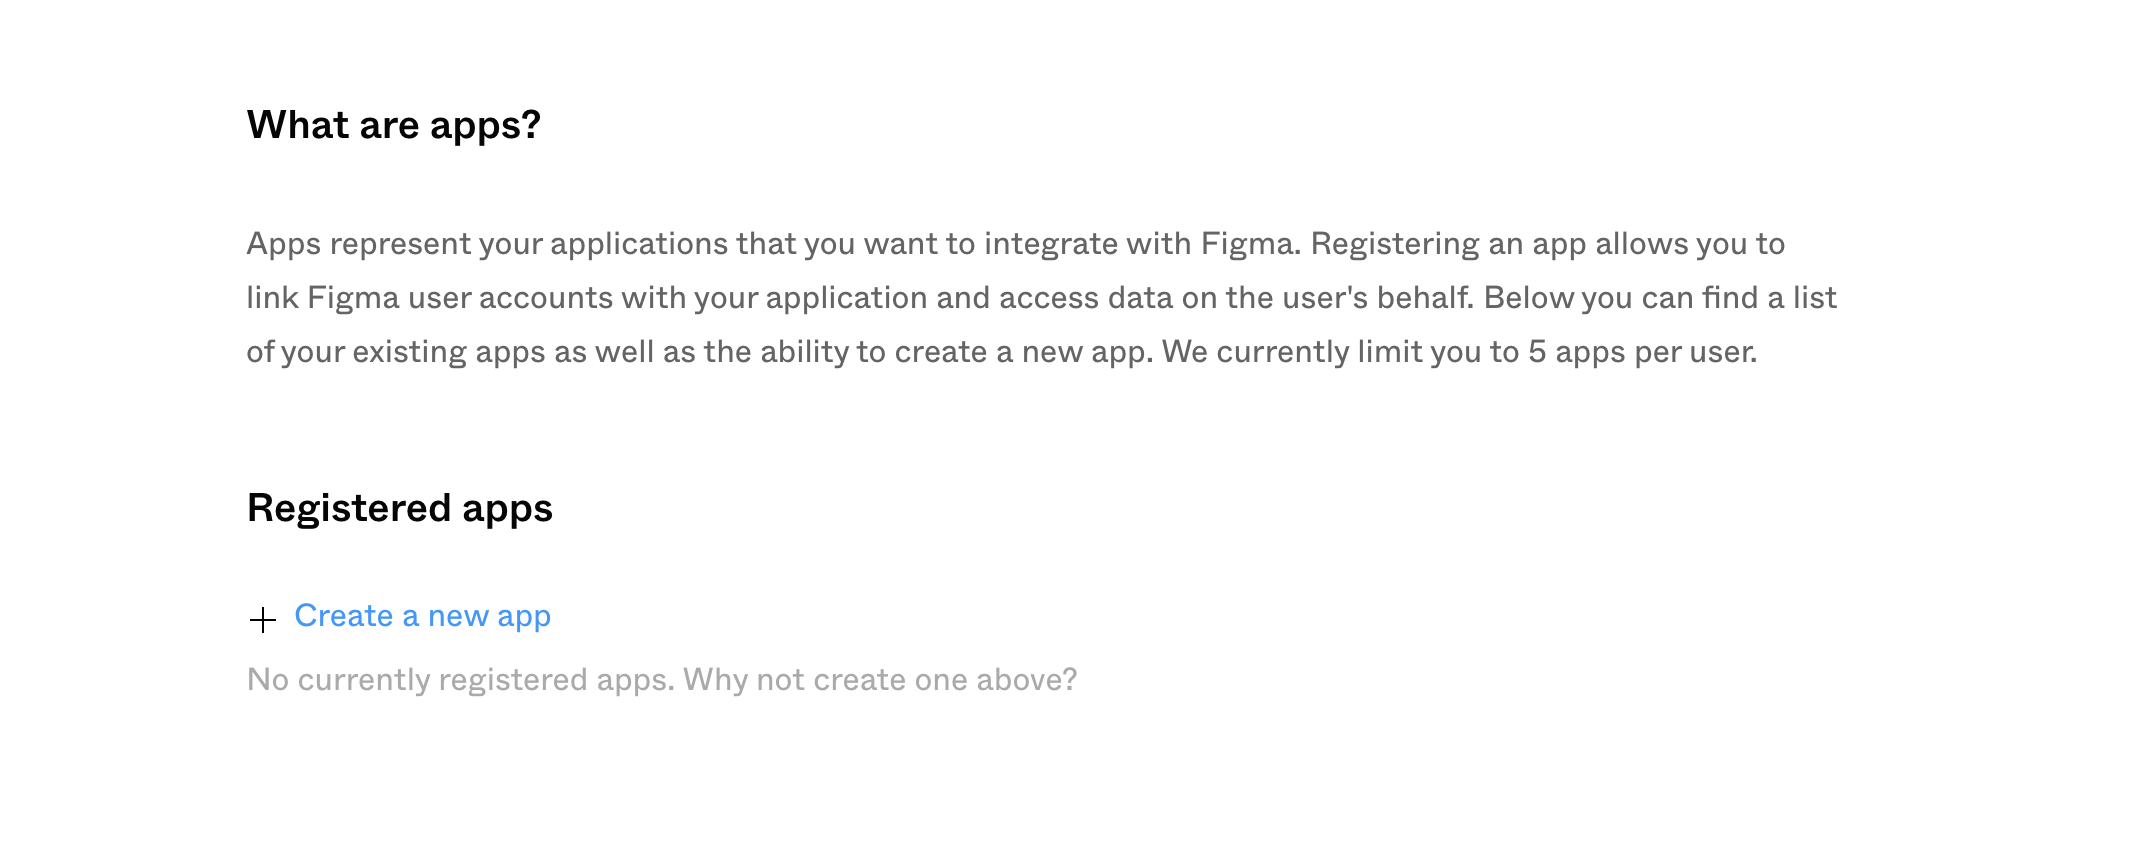 What are apps?
Apps represent your applications that you want to integrate with Figma. Registering an app allows you to
link Figma user accounts with your application and access data on the user's behalf. Below you can find a list
of your existing apps as well as the ability to create a new app. We currently limit you to 5 apps per user.
Registered apps
Create a new app
No currently registered apps. Why not create one above?